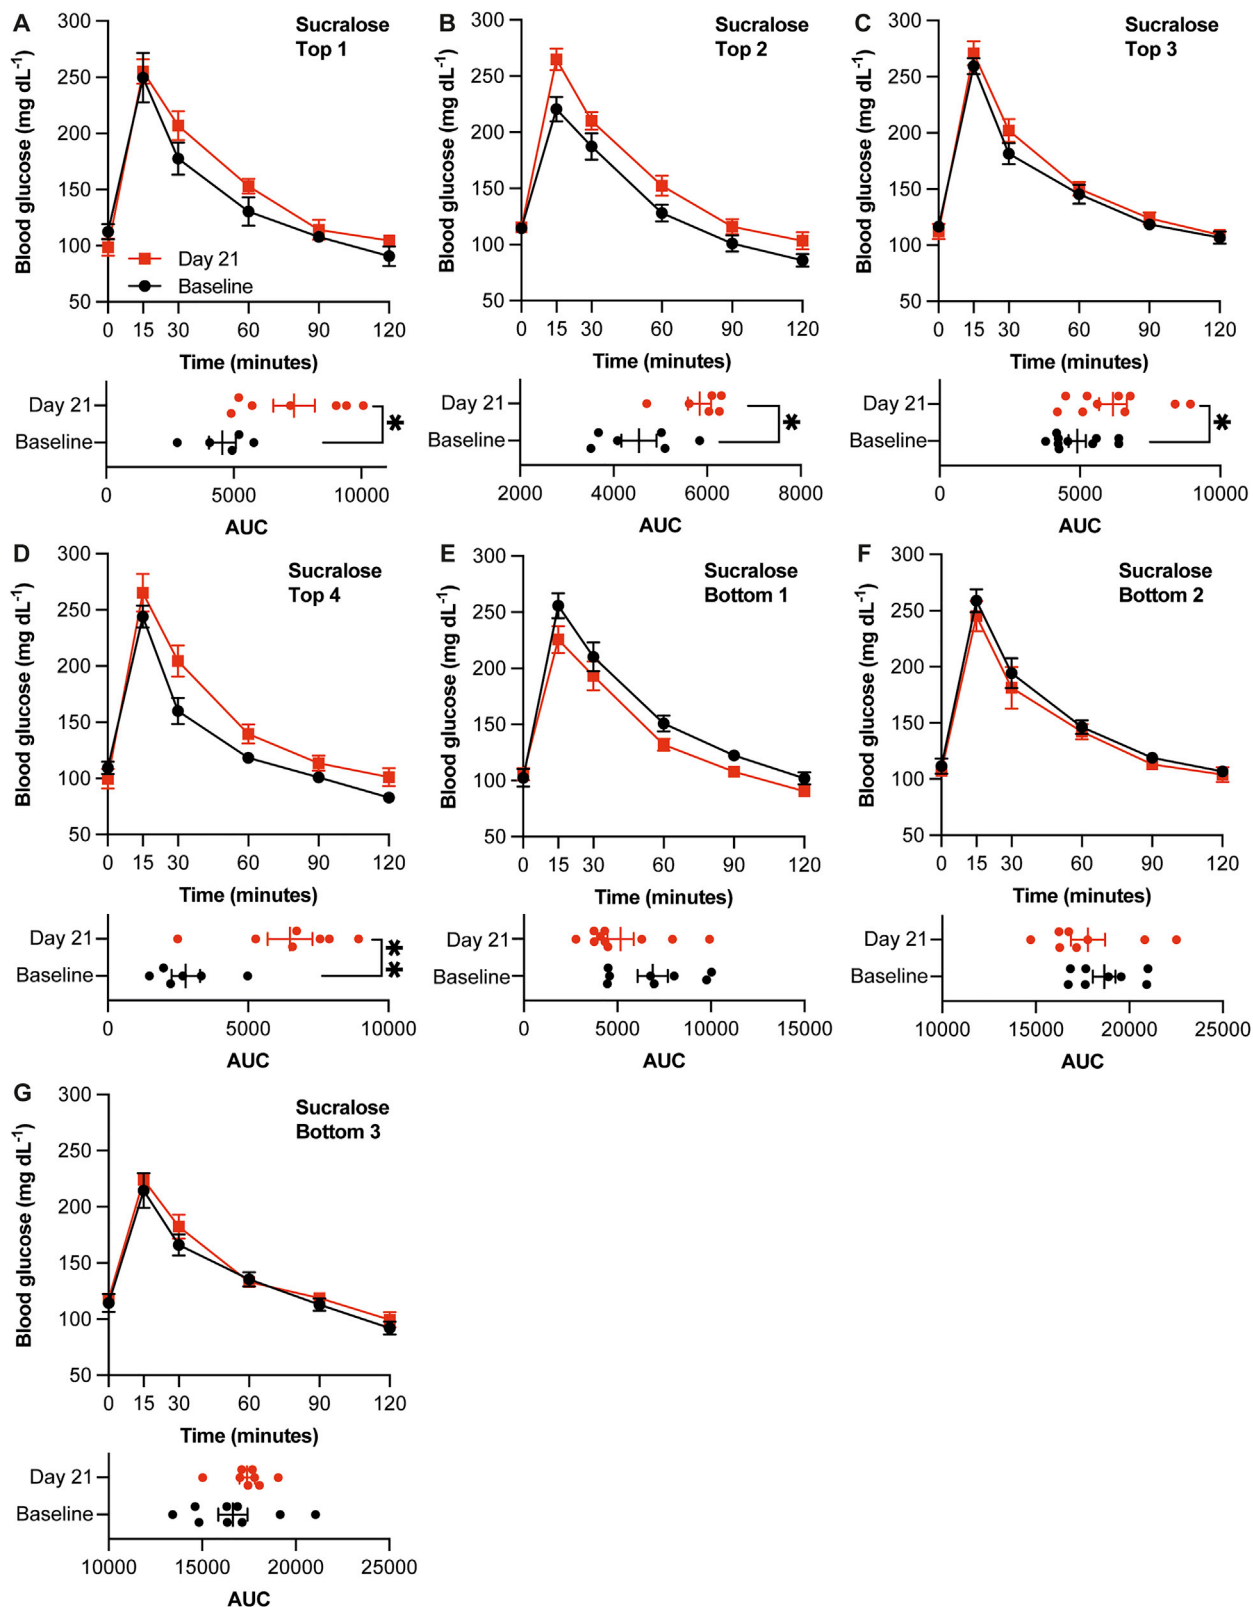 A
Sucralose
Top 1
Blood glucose (mg dL-1)
300
250
200
150
100
50
Day 21
Baseline
0 15 30 60 90 120
Time (minutes)
Day 21
Baseline
*
0 5000 10000
AUC
B
Sucralose
Top 2
Blood glucose (mg dL-1)
300
250
200
150
100
50
0 15 30 60 90 120
Time (minutes)
Day 21
Baseline
*
2000 4000 6000 8000
AUC
C
Sucralose
Top 3
Blood glucose (mg dL-1)
300
250
200
150
100
50
0 15 30 60 90 120
Time (minutes)
Day 21
Baseline
*
0 5000 10000
AUC
D
Sucralose
Top 4
Blood glucose (mg dL-1)
300
250
200
150
100
50
0 15 30 60 90 120
Time (minutes)
Day 21
Baseline
**
0 5000 10000
AUC
E
Sucralose
Bottom 1
Blood glucose (mg dL-1)
300
250
200
150
100
50
0 15 30 60 90 120
Time (minutes)
Day 21
Baseline
0 5000 10000 15000
AUC
F
Sucralose
Bottom 2
Blood glucose (mg dL-1)
300
250
200
150
100
50
0 15 30 60 90 120
Time (minutes)
Day 21
Baseline
10000 15000 20000 25000
AUC
G
Sucralose
Bottom 3
Blood glucose (mg dL-1)
300
250
200
150
100
50
0 15 30 60 90 120
Time (minutes)
Day 21
Baseline
10000 15000 20000 25000
AUC